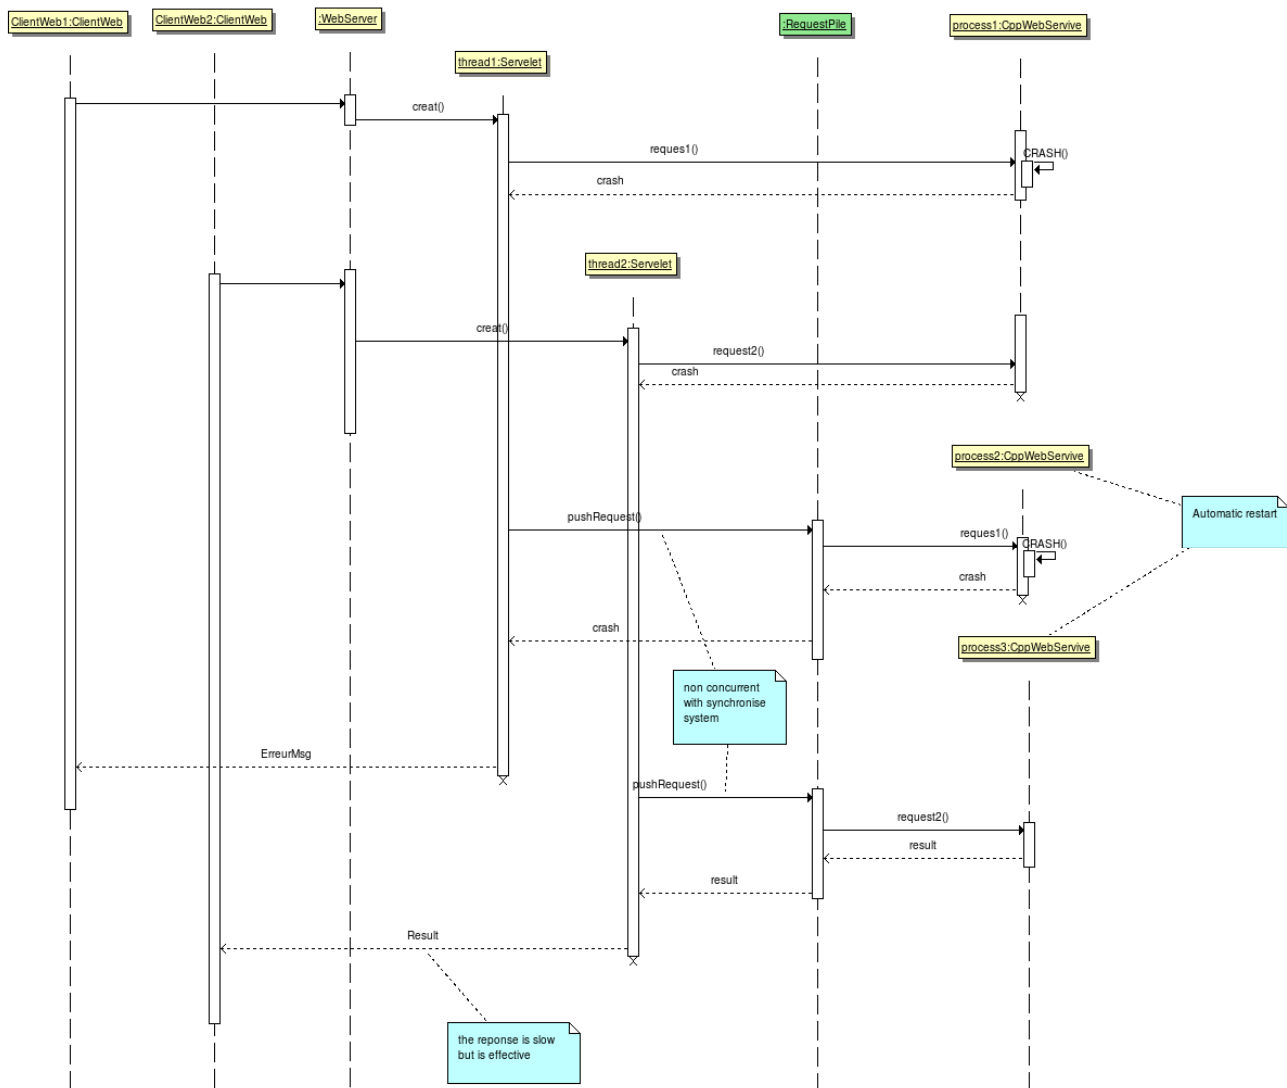 ClientWeb1:ClientWeb
ClientWeb2:ClientWeb
:WebServer
:RequestPile
process1:CppWebServive
thread1:Servelet
creat()
reques1()
CRASH()
crash
thread2:Servelet
creat()
request2()
crash
process2:CppWebServive
Automatic restart
pushRequest()
reques1()
CRASH()
crash
crash
process3:CppWebServive
non concurrent
with synchronise
system
ErreurMsg
pushRequest()
request2()
result
result
Result
the reponse is slow
but is effective